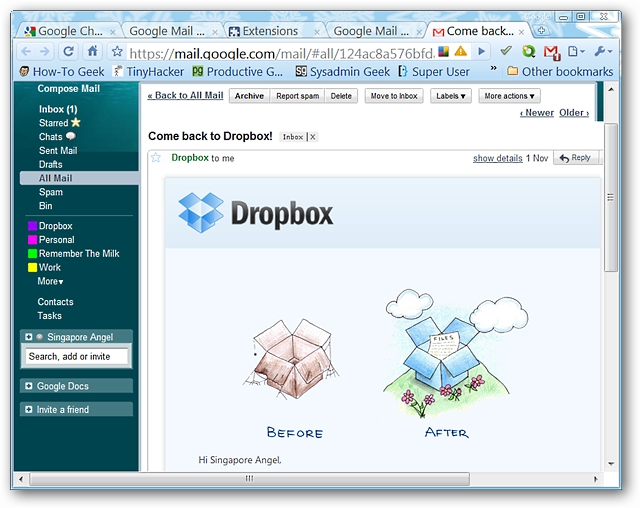 Google Ch...
Google Mail ...
Extensions
Google Mail ...
Come back...
https://mail.google.com/mail/#all/124ac8a576bfd
How-To Geek
TinyHacker
Productive G...
Sysadmin Geek
Super User
»
Other bookmarks
Compose Mail
Inbox (1)
Starred
Chats
Sent Mail
Drafts
All Mail
Spam
Bin
Dropbox
Personal
Remember The Milk
Work
More▾
Contacts
Tasks
Singapore Angel
Search, add or invite
Google Docs
Invite a friend
« Back to All Mail
Archive
Report spam
Delete
Move to Inbox
Labels ▼
More actions ▼
‹ Newer
Older ›
Come back to Dropbox!
Inbox | X
Dropbox to me
show details 1 Nov
Reply
Dropbox
FILES
BEFORE
AFTER
Hi Singapore Angel,